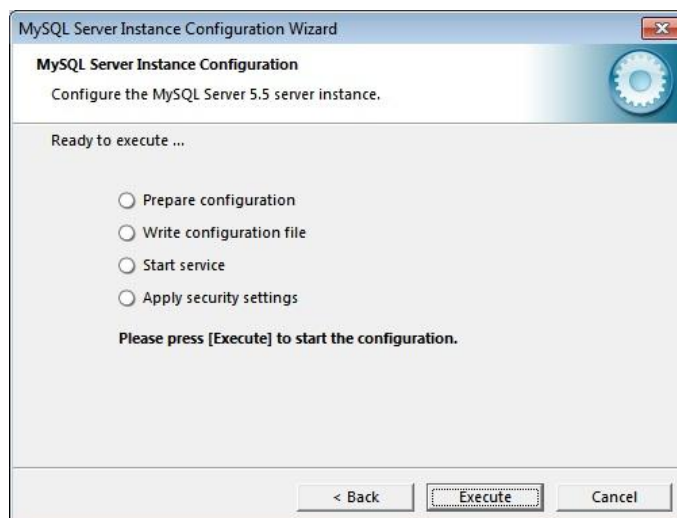 MySQL Server Instance Configuration Wizard
MySQL Server Instance Configuration
Configure the MySQL Server 5.5 server instance.
Ready to execute ...
Prepare configuration
Write configuration file
Start service
Apply security settings
Please press [Execute] to start the configuration.
< Back Execute Cancel